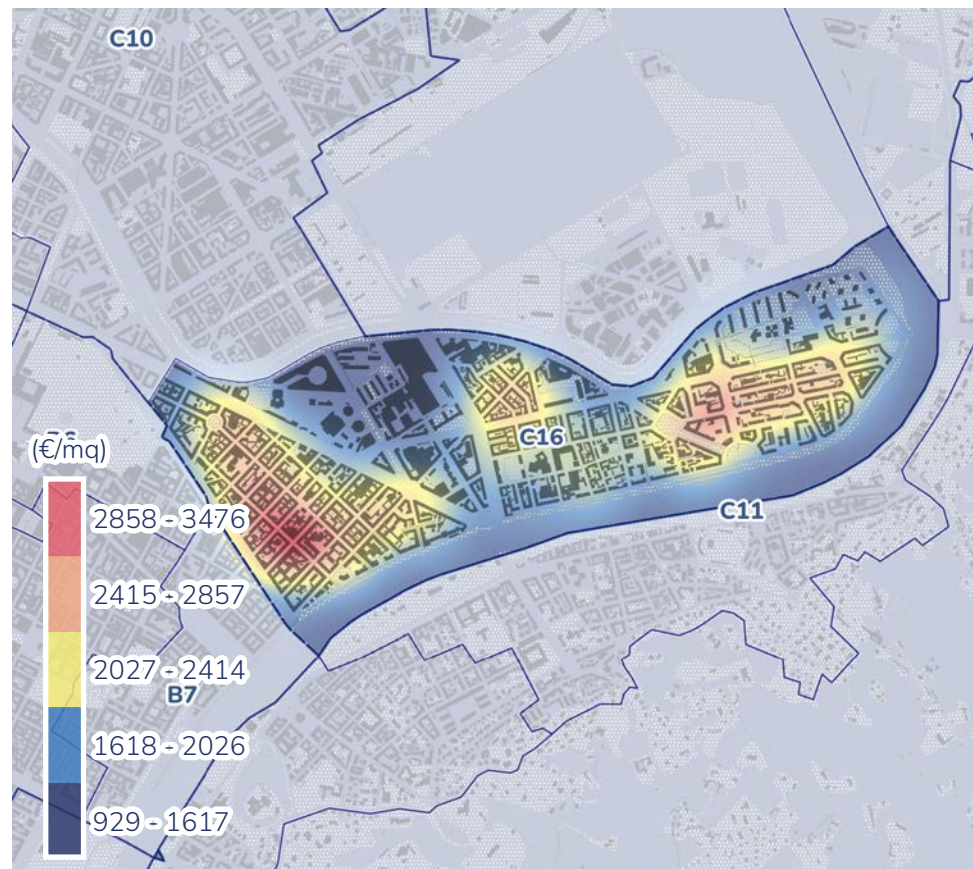 C10
C16
(€/mq)
2858 - 3476
C11
2415 - 2857
2027 - 2414
B7
1618 - 2026
929 - 1617